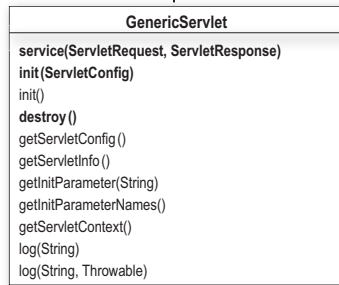 GenericServlet
service(ServletRequest, ServletResponse)
init(ServletConfig)
init()
destroy()
getServletConfig()
getServletInfo()
getInitParameter(String)
getInitParameterNames()
getServletContext()
log(String)
log(String, Throwable)